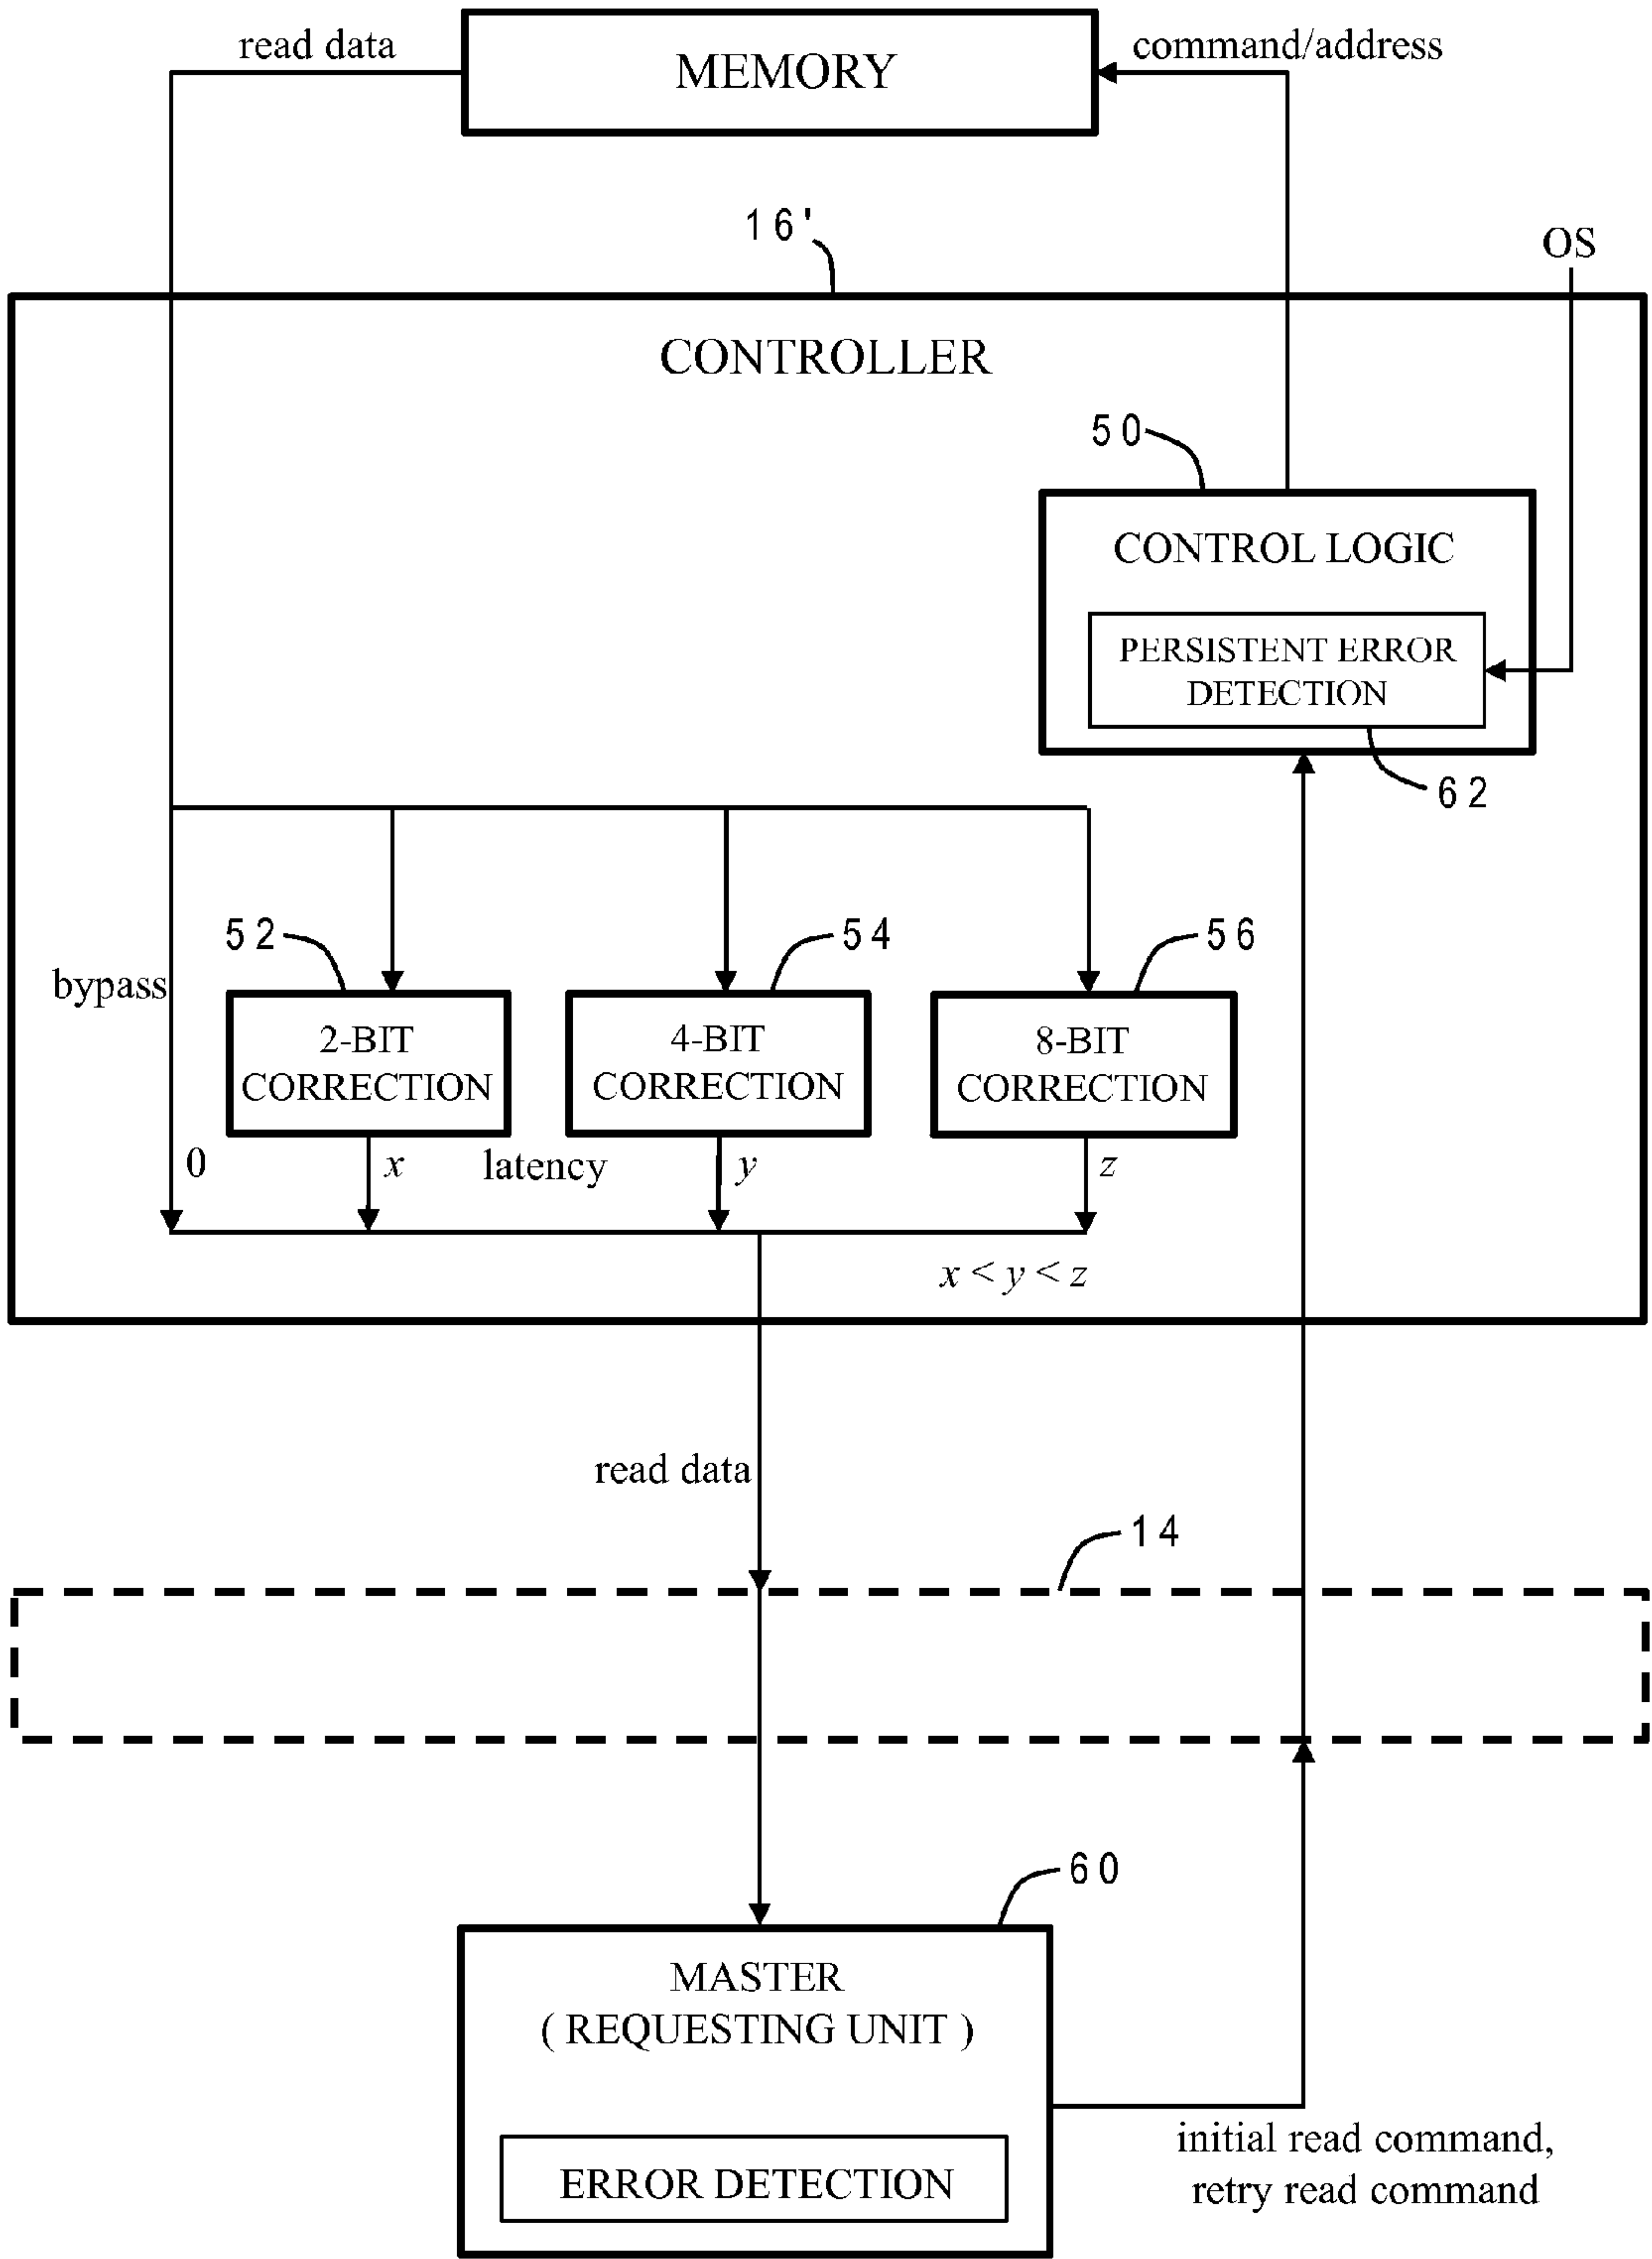 read data
MEMORY
command/address
16'
OS
CONTROLLER
50
CONTROL LOGIC
PERSISTENT ERROR
DETECTION
62
52
54
56
bypass
2-BIT
CORRECTION
4-BIT
CORRECTION
8-BIT
CORRECTION
0
x
latency
y
z
x < y < z
read data
14
60
MASTER
( REQUESTING UNIT )
initial read command,
retry read command
ERROR DETECTION